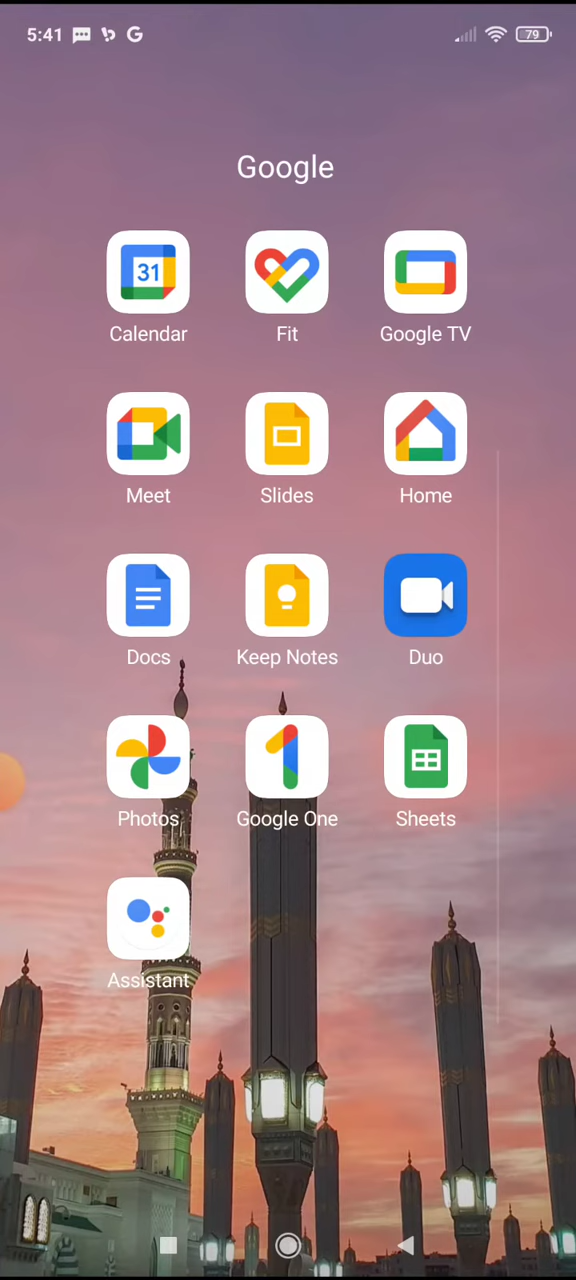 5:41 G 79
Google
31
Calendar Fit Google TV
Meet Slides Home
Docs Keep Notes Duo
Photos Google One Sheets
Assistant